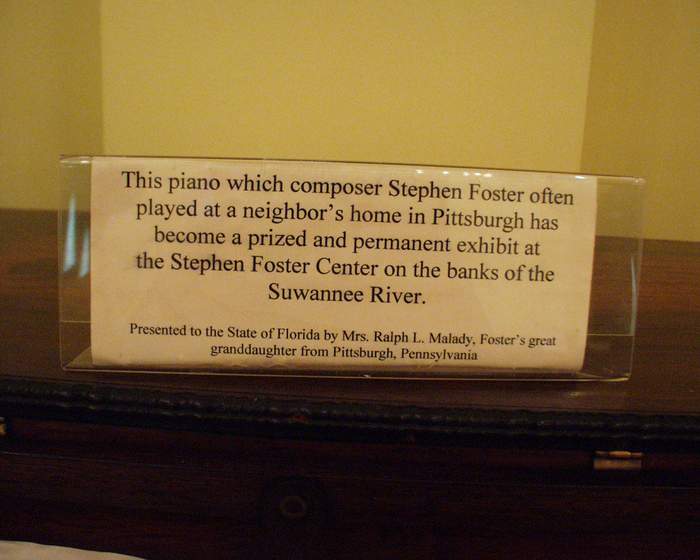 This piano which composer Stephen Foster often
played at a neighbor's home in Pittsburgh has
become a prized and permanent exhibit at
the Stephen Foster Center on the banks of the
Suwannee River.
Presented to the State of Florida by Mrs. Ralph L. Malady, Foster's great
granddaughter from Pittsburgh, Pennsylvania